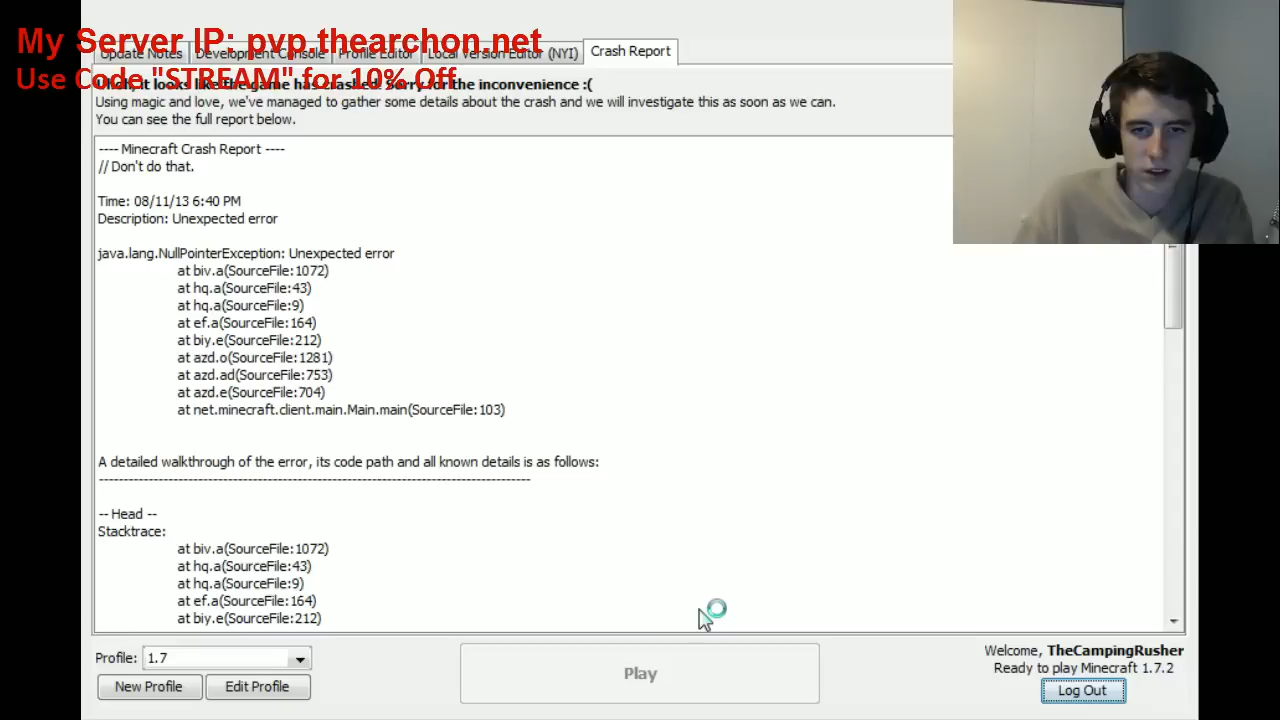 My Server IP: pvp.thearchon.net
Use Code "STREAM" for 10% Off
Update Notes
Development Console
Profile Editor
Local Version Editor (NYI)
Crash Report
it looks like the game has crashed. Sorry for the inconvenience :(
Using magic and love, we've managed to gather some details about the crash and we will investigate this as soon as we can.
You can see the full report below.
---- Minecraft Crash Report ----
// Don't do that.
Time: 08/11/13 6:40 PM
Description: Unexpected error
java.lang.NullPointerException: Unexpected error
at biv.a(SourceFile:1072)
at hq.a(SourceFile:43)
at hq.a(SourceFile:9)
at ef.a(SourceFile:164)
at biy.e(SourceFile:212)
at azd.o(SourceFile:1281)
at azd.ad(SourceFile:753)
at azd.e(SourceFile:704)
at net.minecraft.client.main.Main.main(SourceFile:103)
A detailed walkthrough of the error, its code path and all known details is as follows:
---------------------------------------------------------------------------------------
-- Head --
Stacktrace:
at biv.a(SourceFile:1072)
at hq.a(SourceFile:43)
at hq.a(SourceFile:9)
at ef.a(SourceFile:164)
at biy.e(SourceFile:212)
Profile: 1.7
New Profile
Edit Profile
Play
Welcome, TheCampingRusher
Ready to play Minecraft 1.7.2
Log Out